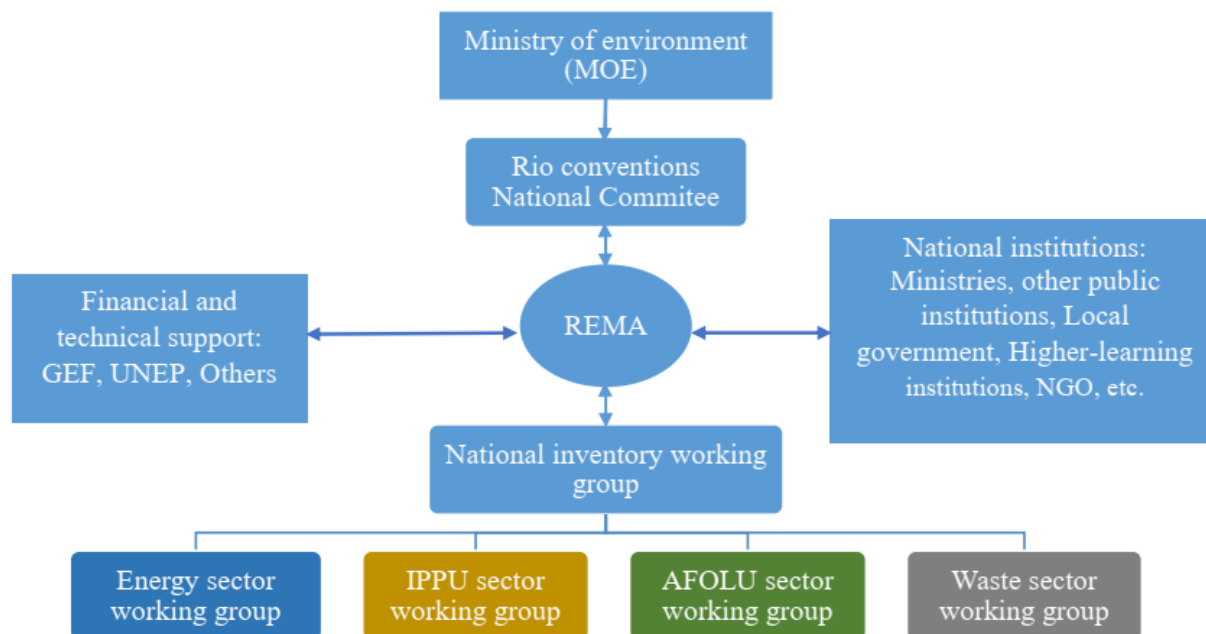 Ministry of environment
(MOE)
Rio conventions
National Commitee
National institutions:
Ministries, other public
institutions, Local
government, Higher-learning
institutions, NGO, etc.
Financial and
technical support:
GEF, UNEP, Others
REMA
National inventory working
group
Energy sector
working group
IPPU sector
working group
AFOLU sector
working group
Waste sector
working group